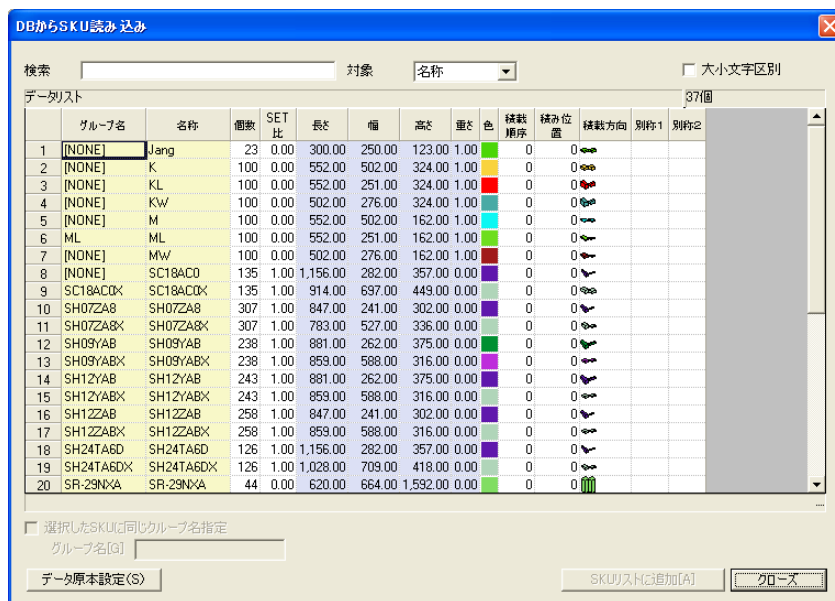 DBからSKU読み込み
検索 対象 名称 大小文字区別
データリスト 37個
グループ名 名称 個数 SET比 長さ 幅 高さ 重さ 色 積載順序 積み位置 積載方向 別称1 別称2
1 [NONE] Jang 23 0.00 300.00 250.00 123.00 1.00 0 0
2 [NONE] K 100 0.00 552.00 502.00 324.00 1.00 0 0
3 [NONE] KL 100 0.00 552.00 251.00 324.00 1.00 0 0
4 [NONE] KW 100 0.00 502.00 276.00 324.00 1.00 0 0
5 [NONE] M 100 0.00 552.00 502.00 162.00 1.00 0 0
6 ML ML 100 0.00 552.00 251.00 162.00 1.00 0 0
7 [NONE] MW 100 0.00 502.00 276.00 162.00 1.00 0 0
8 [NONE] SC18AC0 135 1.00 1,156.00 282.00 357.00 0.00 0 0
9 SC18AC0X SC18AC0X 135 1.00 914.00 697.00 449.00 0.00 0 0
10 SH07ZA8 SH07ZA8 307 1.00 847.00 241.00 302.00 0.00 0 0
11 SH07ZA8X SH07ZA8X 307 1.00 783.00 527.00 336.00 0.00 0 0
12 SH09YAB SH09YAB 238 1.00 881.00 262.00 375.00 0.00 0 0
13 SH09YABX SH09YABX 238 1.00 859.00 588.00 316.00 0.00 0 0
14 SH12YAB SH12YAB 243 1.00 881.00 262.00 375.00 0.00 0 0
15 SH12YABX SH12YABX 243 1.00 859.00 588.00 316.00 0.00 0 0
16 SH12ZAB SH12ZAB 258 1.00 847.00 241.00 302.00 0.00 0 0
17 SH12ZABX SH12ZABX 258 1.00 859.00 588.00 316.00 0.00 0 0
18 SH24TA6D SH24TA6D 126 1.00 1,156.00 282.00 357.00 0.00 0 0
19 SH24TA6DX SH24TA6DX 126 1.00 1,028.00 709.00 418.00 0.00 0 0
20 SR-29NXA SR-29NXA 44 0.00 620.00 664.00 1,592.00 0.00 0 0
選択したSKUに同じグループ名指定
グループ名[G]
データ原本設定(S) SKUリストに追加[A] クローズ